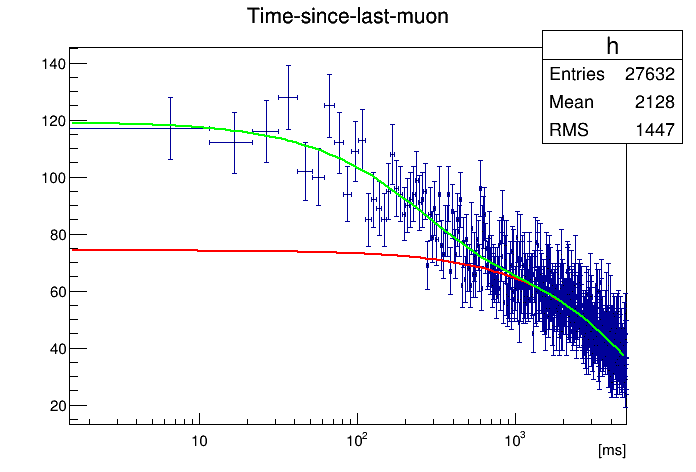 Time-since-last-muon
h
Entries 27632
Mean 2128
RMS 1447
140
120
100
80
60
40
20
10
10²
10³
[ms]